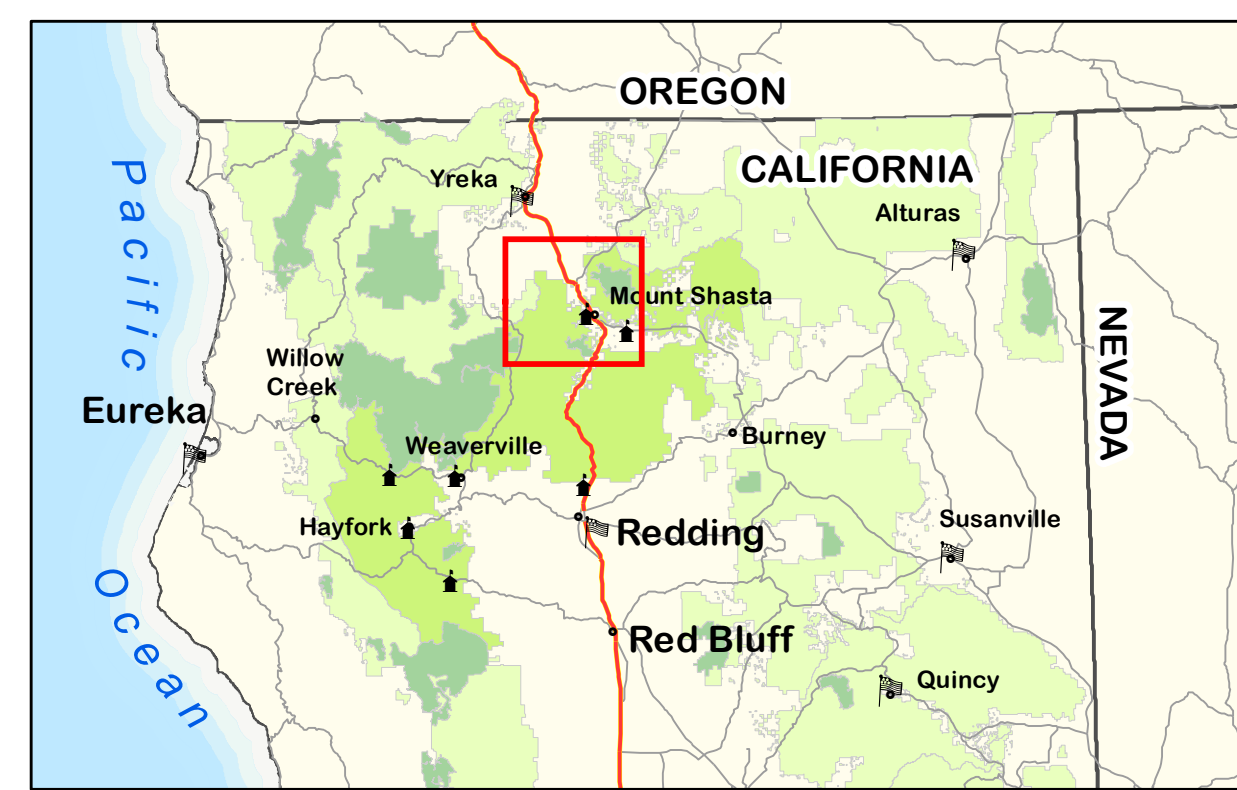 OREGON
CALIFORNIA
Yreka
Alturas
Pacific
Mount Shasta
NEVADA
Willow
Creek
Eureka
Weaverville
Burney
Hayfork
Redding
Susanville
Ocean
Red Bluff
Quincy